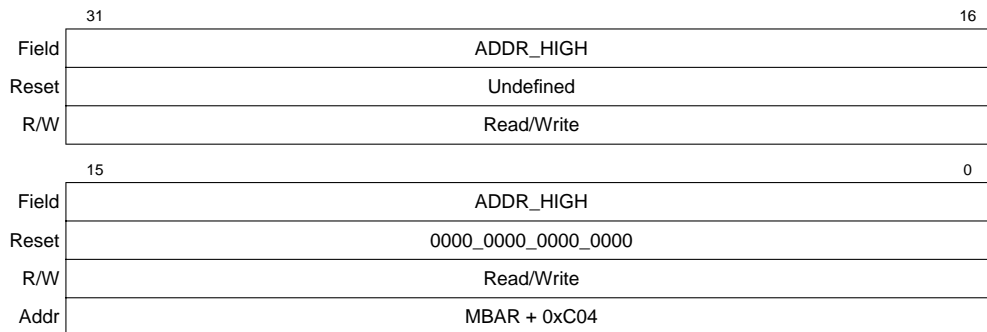 31 16
Field ADDR_HIGH
Reset Undefined
R/W Read/Write
15 0
Field ADDR_HIGH
Reset 0000_0000_0000_0000
R/W Read/Write
Addr MBAR + 0xC04